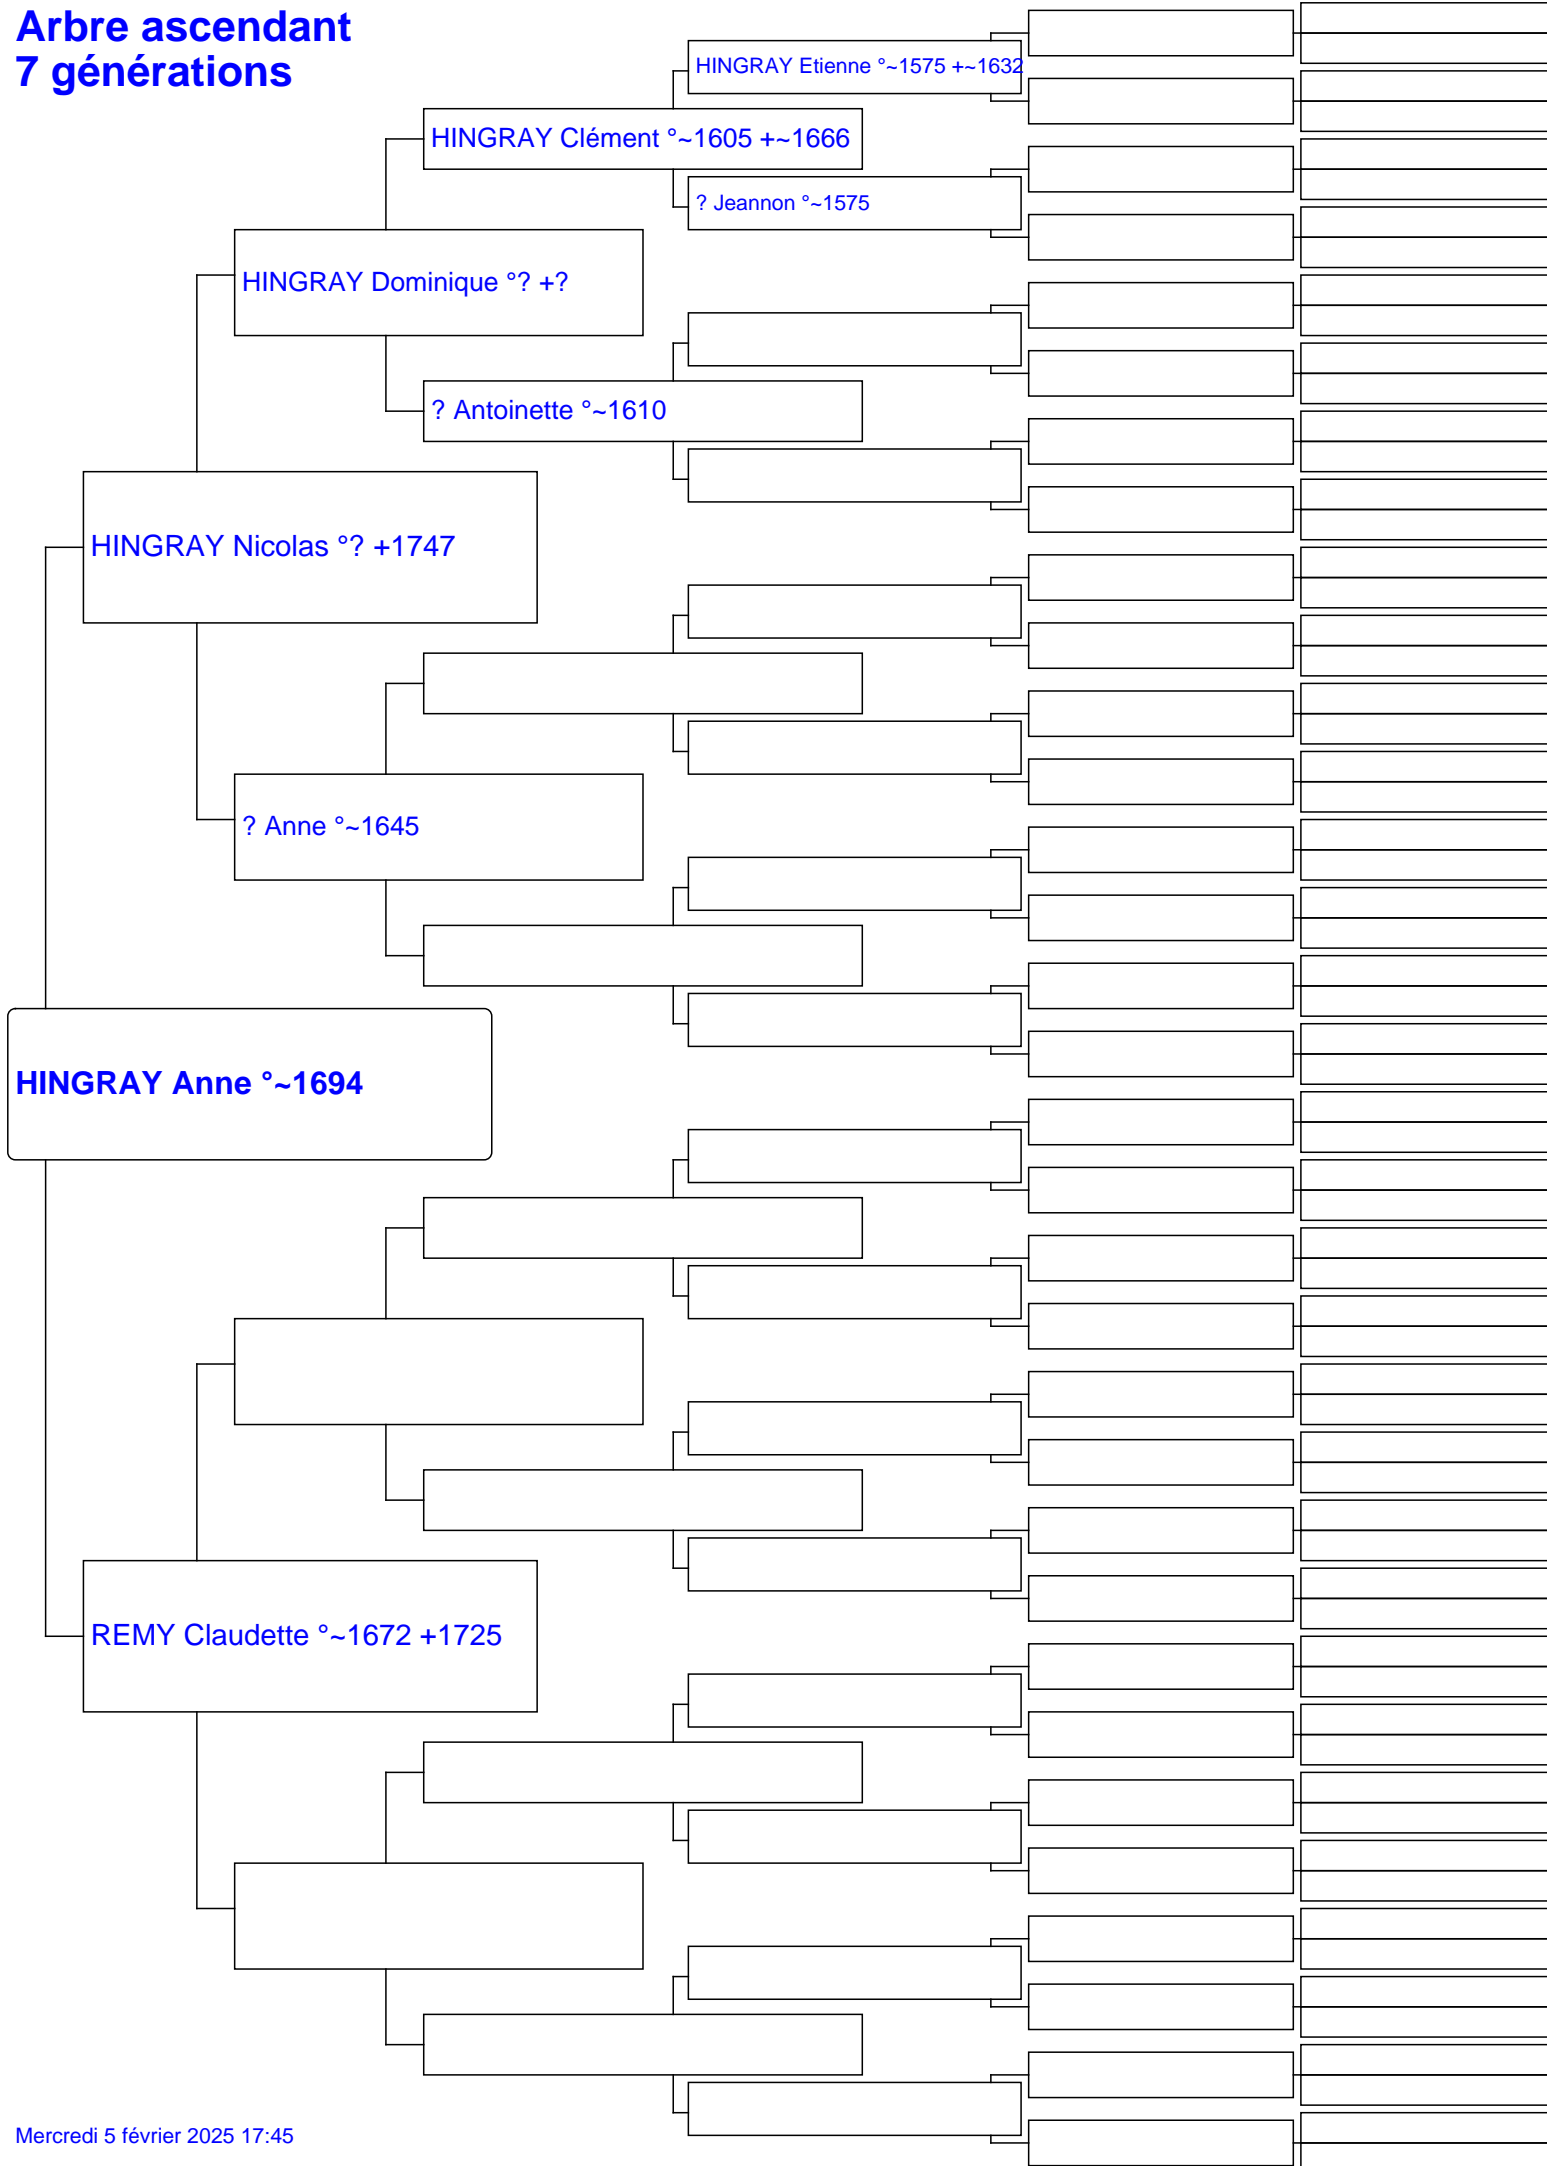 Arbre ascendant
7 générations
HINGRAY Etienne °~1575 +~1632
HINGRAY Clément °~1605 +~1666
? Jeannon °~1575
HINGRAY Dominique °? +?
? Antoinette °~1610
HINGRAY Nicolas °? +1747
? Anne °~1645
HINGRAY Anne °~1694
REMY Claudette °~1672 +1725
Mercredi 5 février 2025 17:45